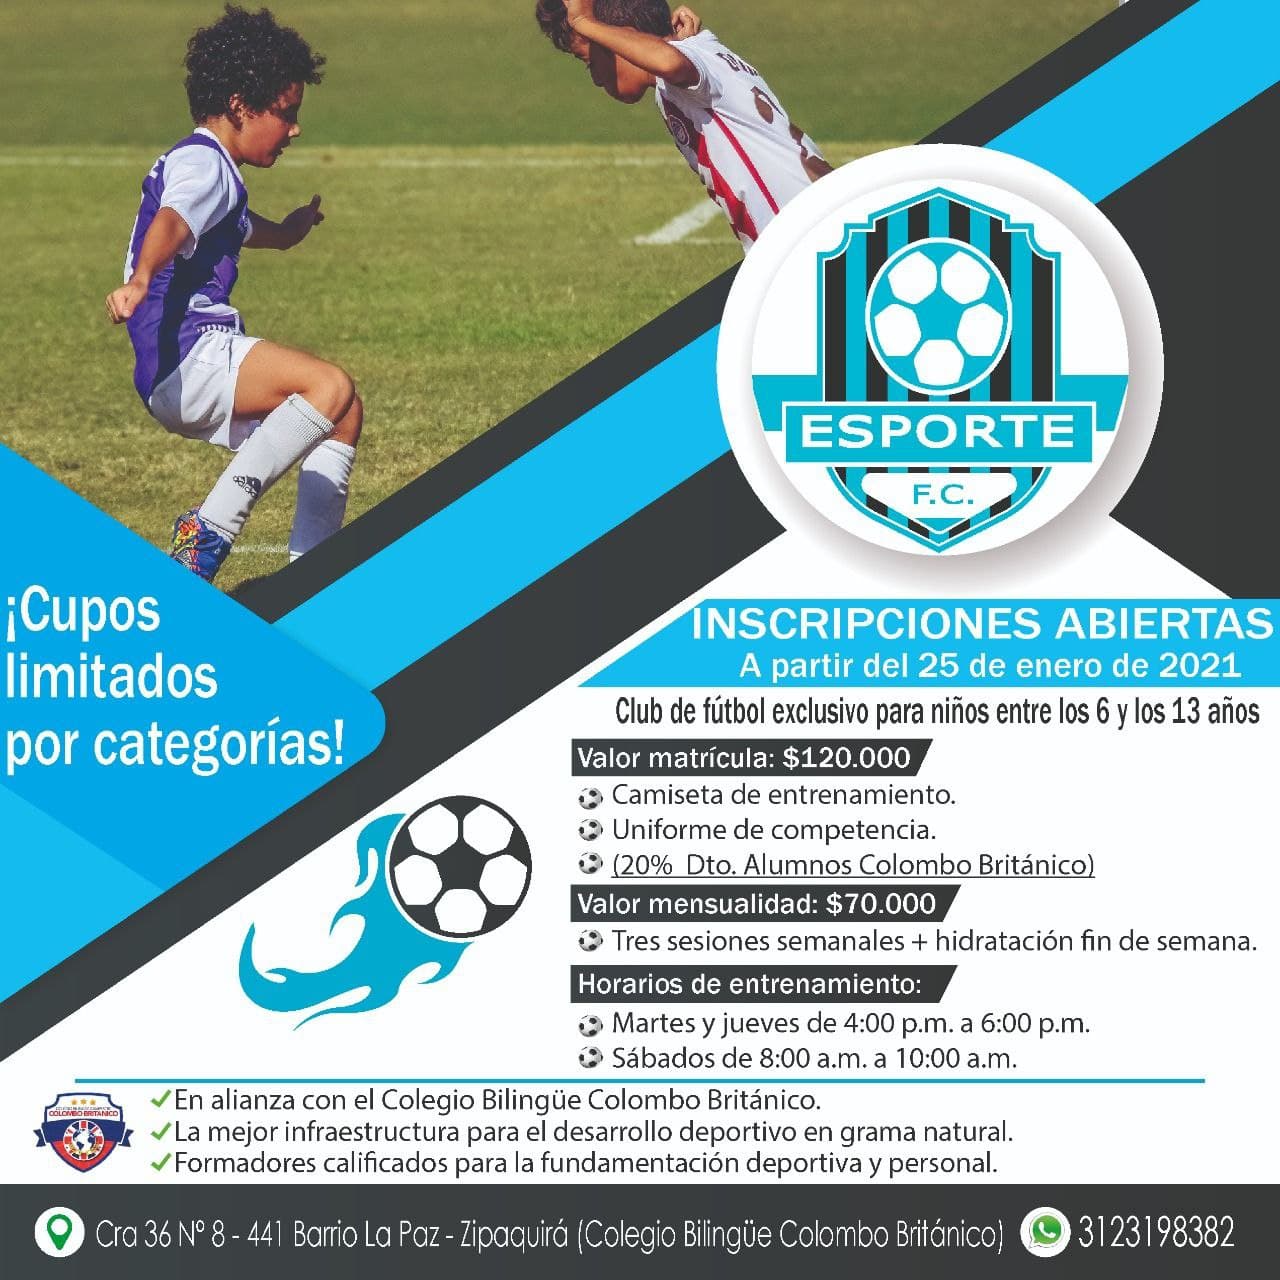 ESPORTE
F.C.
¡Cupos
limitados
por categorías!
INSCRIPCIONES ABIERTAS
A partir del 25 de enero de 2021
Club de fútbol exclusivo para niños entre los 6 y los 13 años
Valor matrícula: $120.000
Camiseta de entrenamiento.
Uniforme de competencia.
(20% Dto. Alumnos Colombo Británico)
Valor mensualidad: $70.000
Tres sesiones semanales + hidratación fin de semana.
Horarios de entrenamiento:
Martes y jueves de 4:00 p.m. a 6:00 p.m.
Sábados de 8:00 a.m. a 10:00 a.m.
COLOMBO BRITANICO
En alianza con el Colegio Bilingüe Colombo Británico.
La mejor infraestructura para el desarrollo deportivo en grama natural.
Formadores calificados para la fundamentación deportiva y personal.
Cra 36 Nº 8 - 441 Barrio La Paz - Zipaquirá (Colegio Bilingüe Colombo Británico) 3123198382